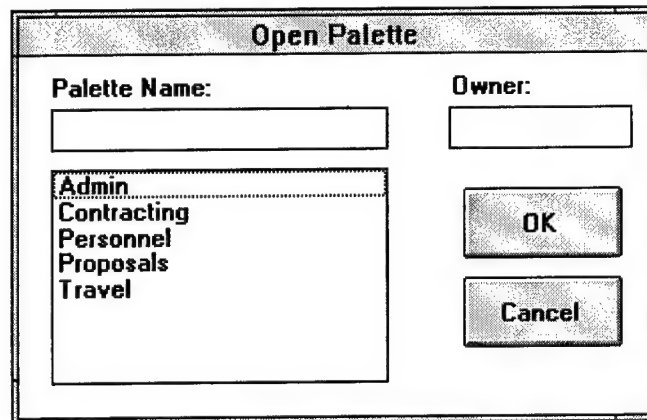 Open Palette
Palette Name:
Owner:
Admin
Contracting
Personnel
Proposals
Travel
OK
Cancel